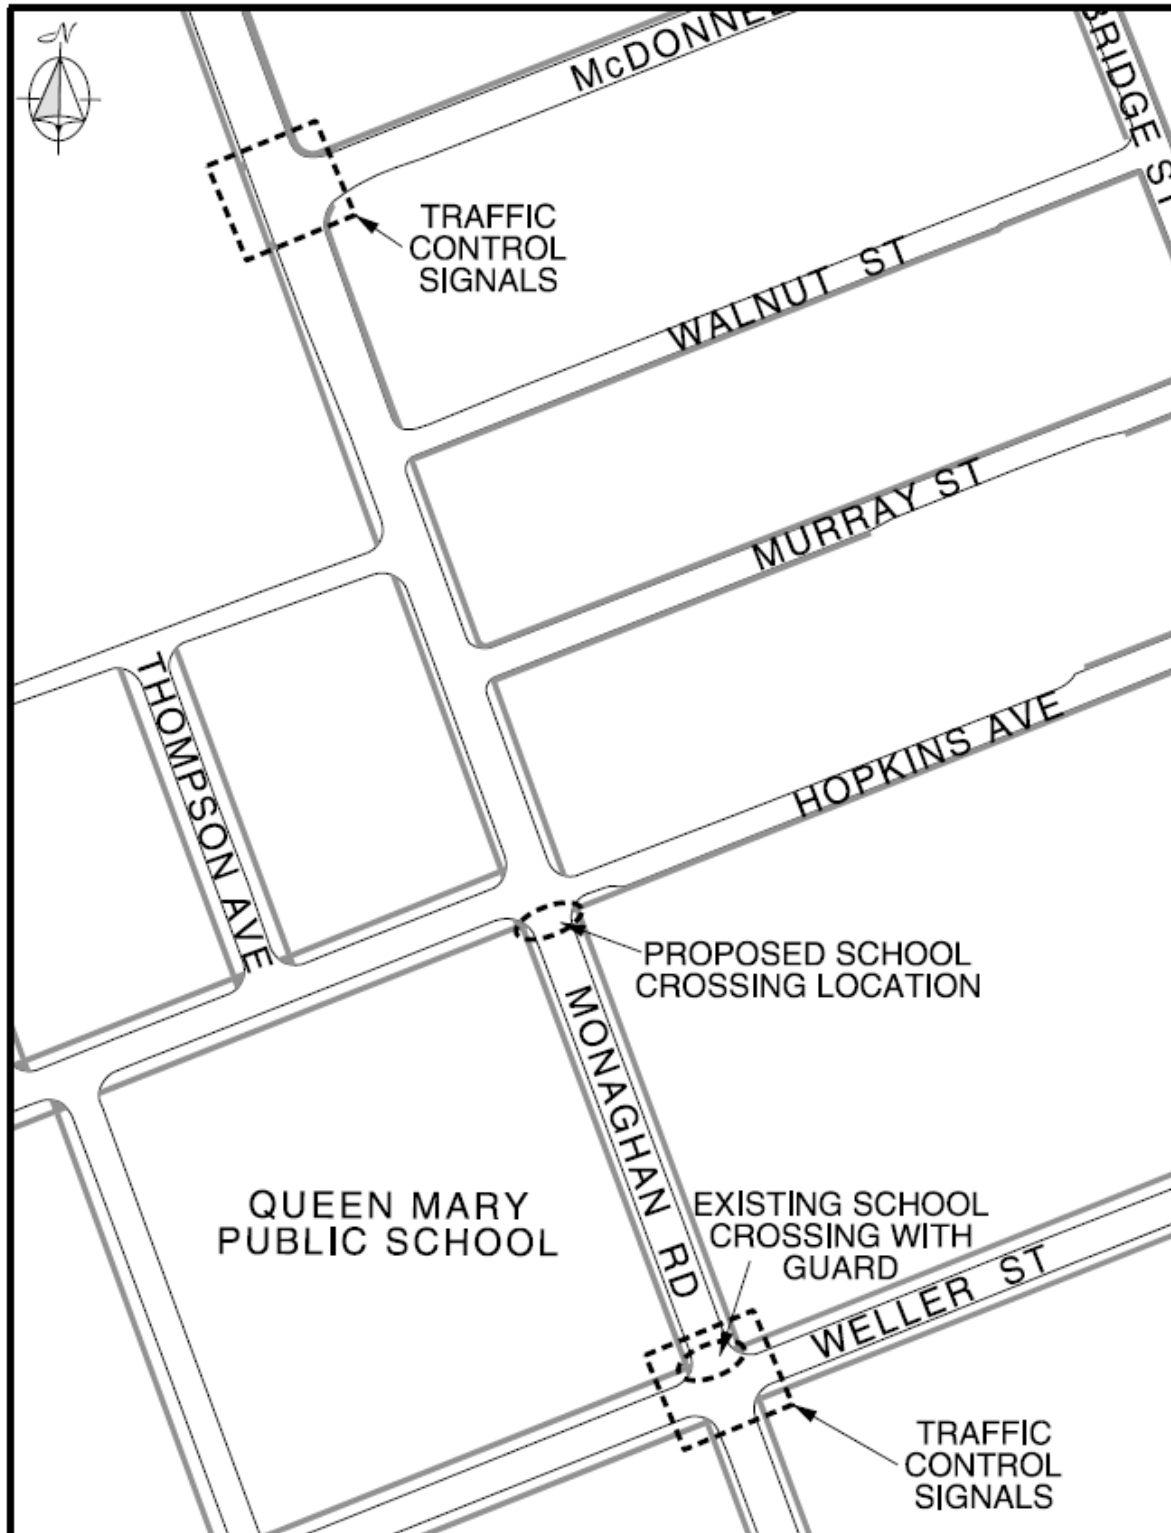 N
McDONNEL
BRIDGE ST
TRAFFIC
CONTROL
SIGNALS
WALNUT ST
MURRAY ST
THOMPSON AVE
HOPKINS AVE
PROPOSED SCHOOL
CROSSING LOCATION
MONAGHAN RD
QUEEN MARY
PUBLIC SCHOOL
EXISTING SCHOOL
CROSSING WITH
GUARD
WELLER ST
TRAFFIC
CONTROL
SIGNALS